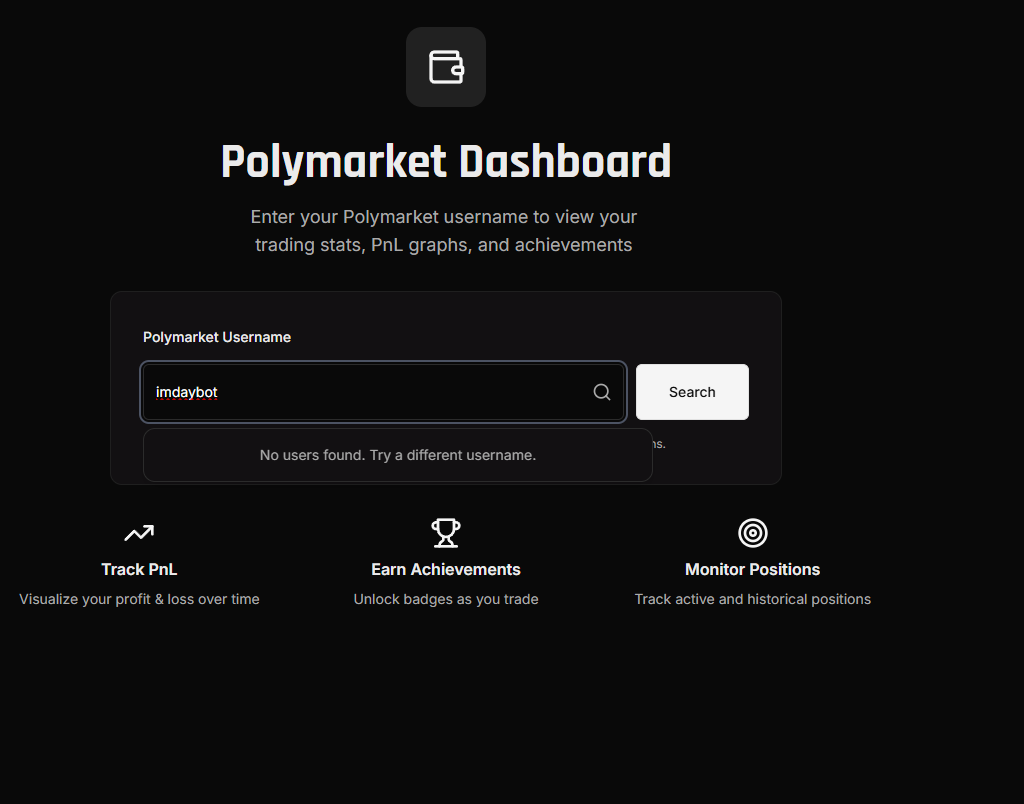 Polymarket Dashboard
Enter your Polymarket username to view your
trading stats, PnL graphs, and achievements
Polymarket Username
imdaybot
Search
No users found. Try a different username.
Track PnL
Visualize your profit & loss over time
Earn Achievements
Unlock badges as you trade
Monitor Positions
Track active and historical positions